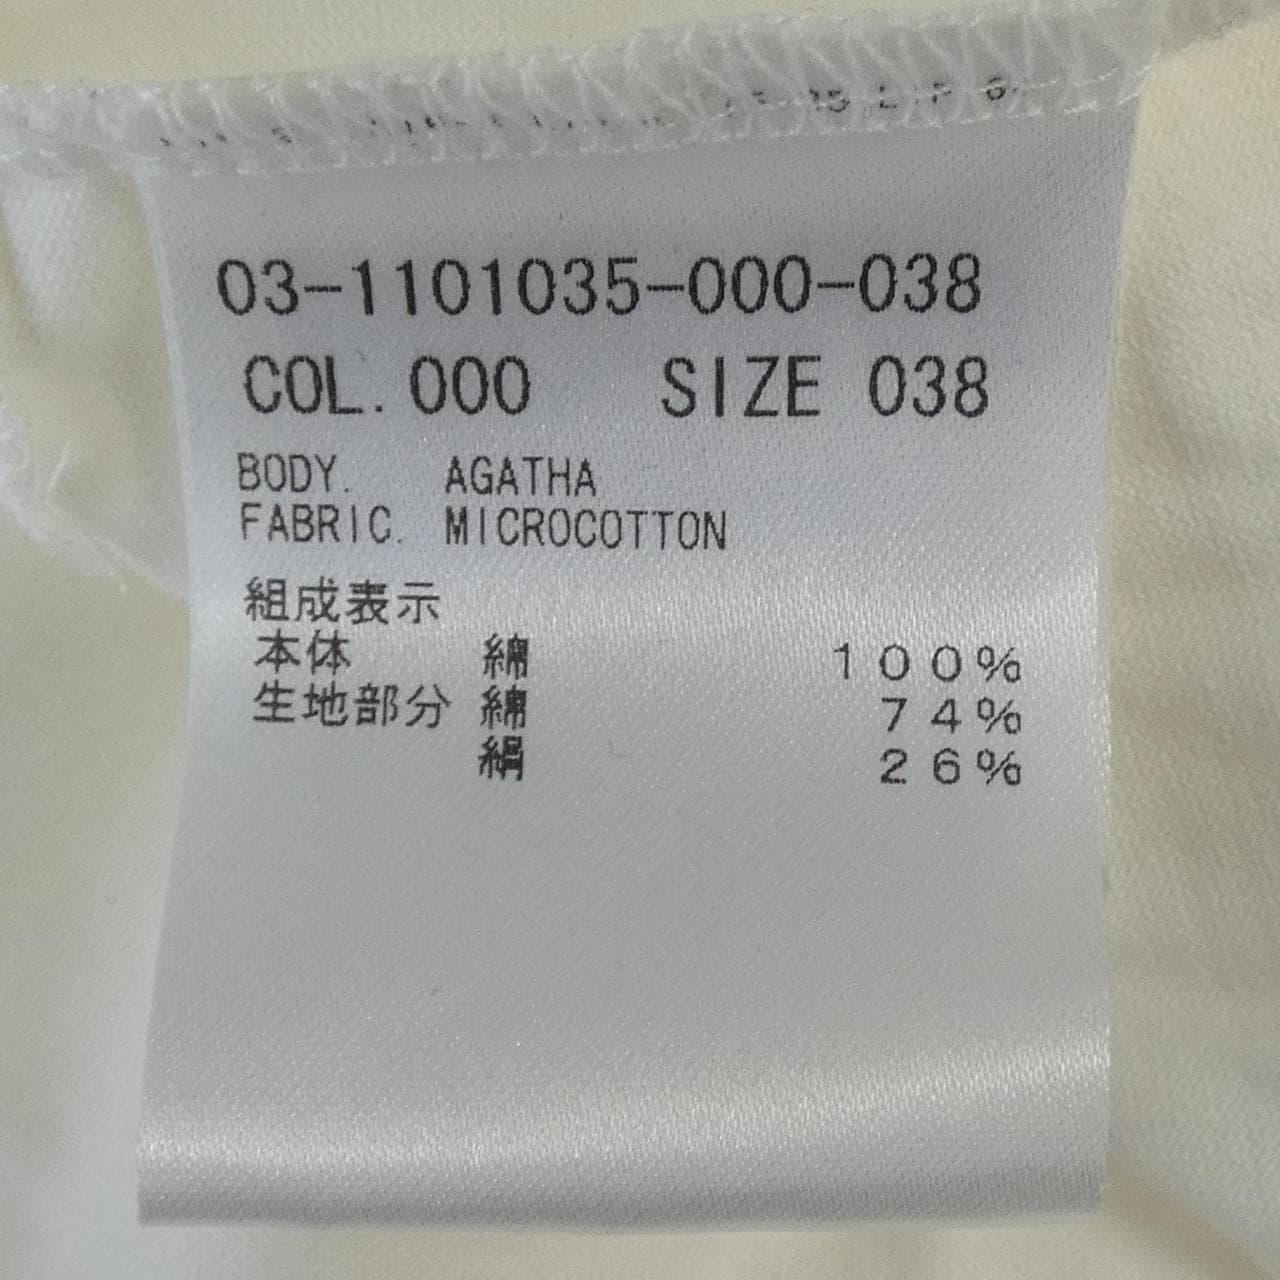 03-1101035-000-038
COL. 000 SIZE 038
BODY. AGATHA
FABRIC. MICROCOTTON
組成表示
本体 綿 100%
生地部分 綿 74%
絹 26%